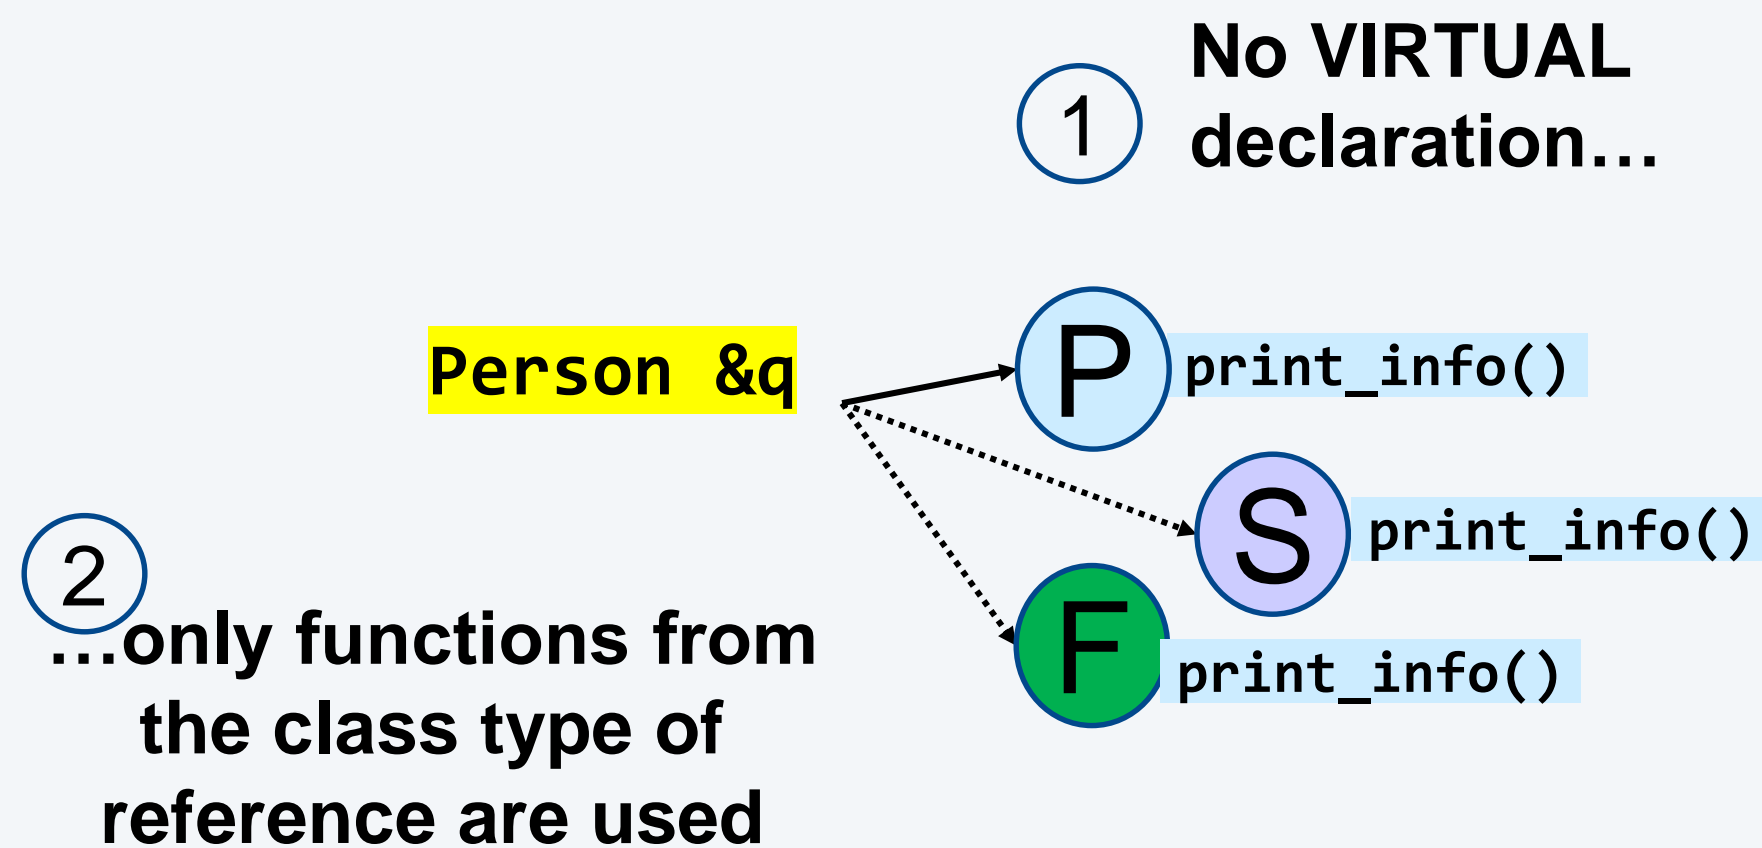 1
No VIRTUAL
declaration…
Person &q
P
print_info()
S
print_info()
F
print_info()
2
…only functions from
the class type of
reference are used